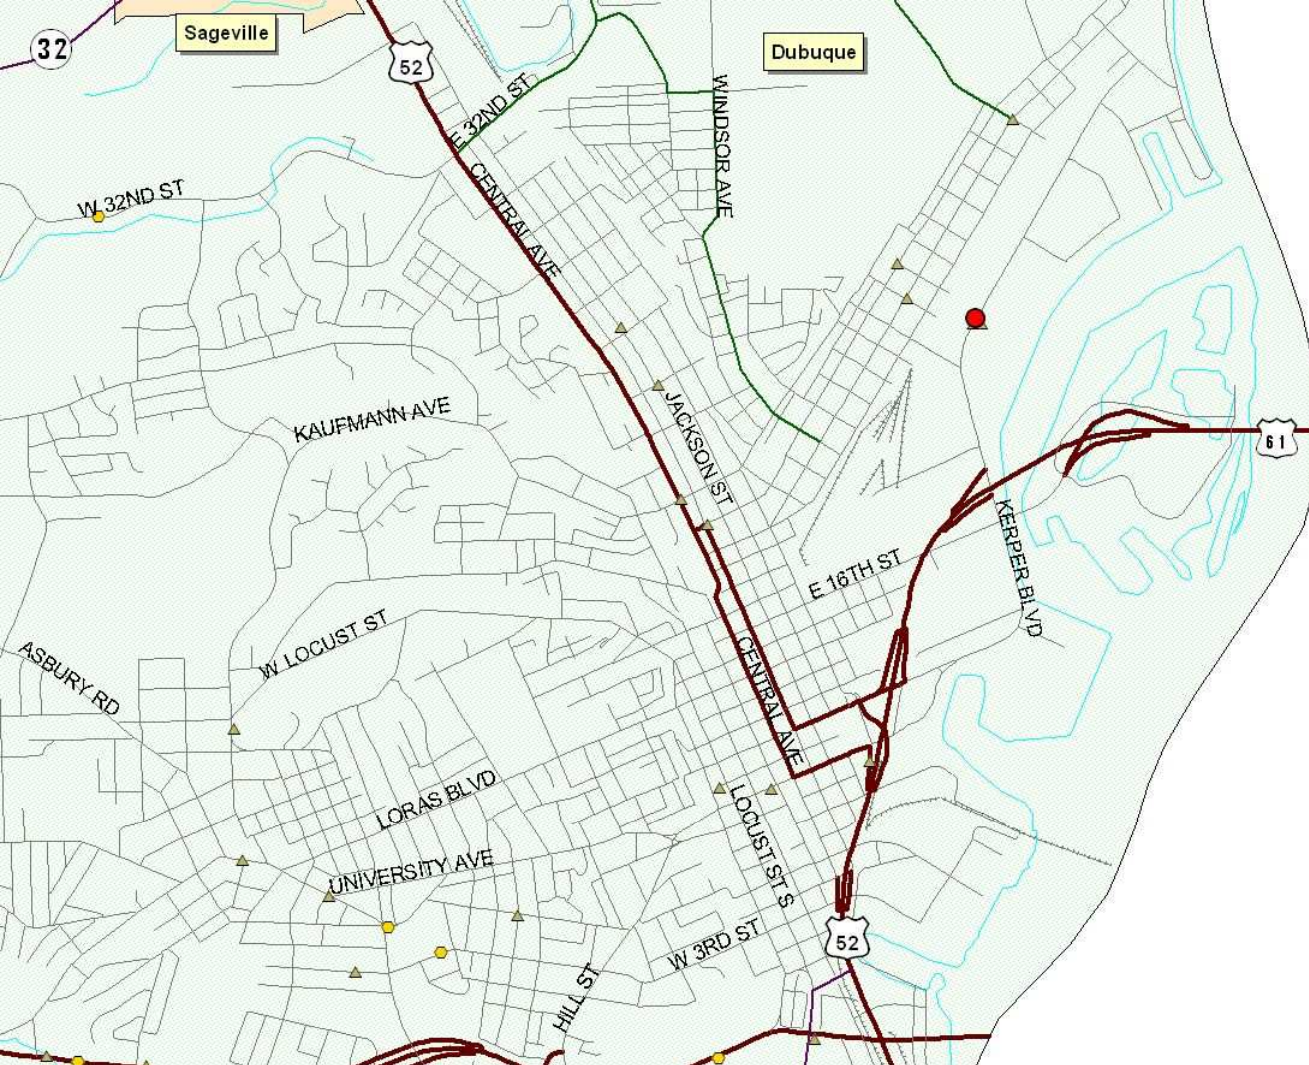 Sageville
32
52
Dubuque
E 32ND ST
WINDSOR AVE
W 32ND ST
CENTRAL AVE
KAUFMANN AVE
JACKSON ST
61
KERPER BLVD
E 16TH ST
W LOCUST ST
ASBURY RD
CENTRAL AVE
LORAS BLVD
LOCUST ST S
UNIVERSITY AVE
W 3RD ST
52
HILL ST